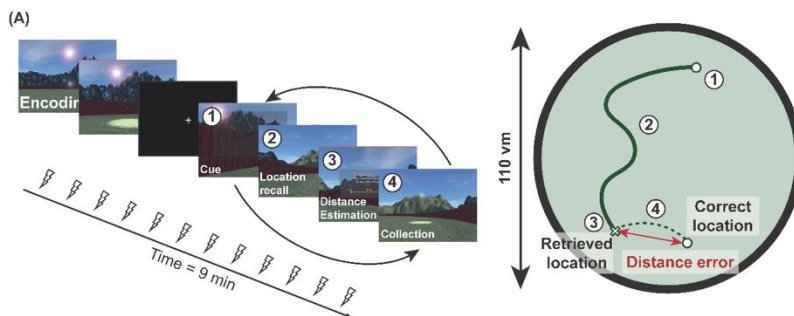 (A)
Encodin
1
Cue
2
Location
recall
3
Distance
Estimation
4
Collection
Time = 9 min
110 vm
1
2
3
4
Correct
location
Retrieved
location
Distance error